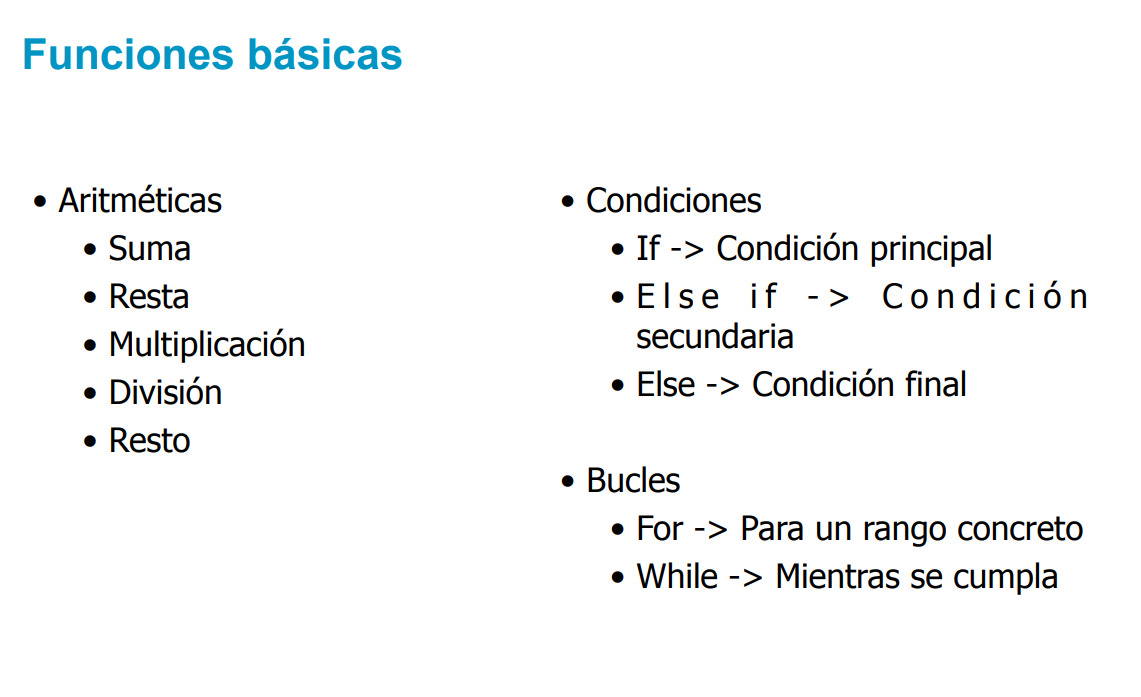 Funciones básicas
• Aritméticas
• Suma
• Resta
• Multiplicación
• División
• Resto
• Condiciones
• If -> Condición principal
• Else if -> Condición
secundaria
• Else -> Condición final
• Bucles
• For -> Para un rango concreto
• While -> Mientras se cumpla